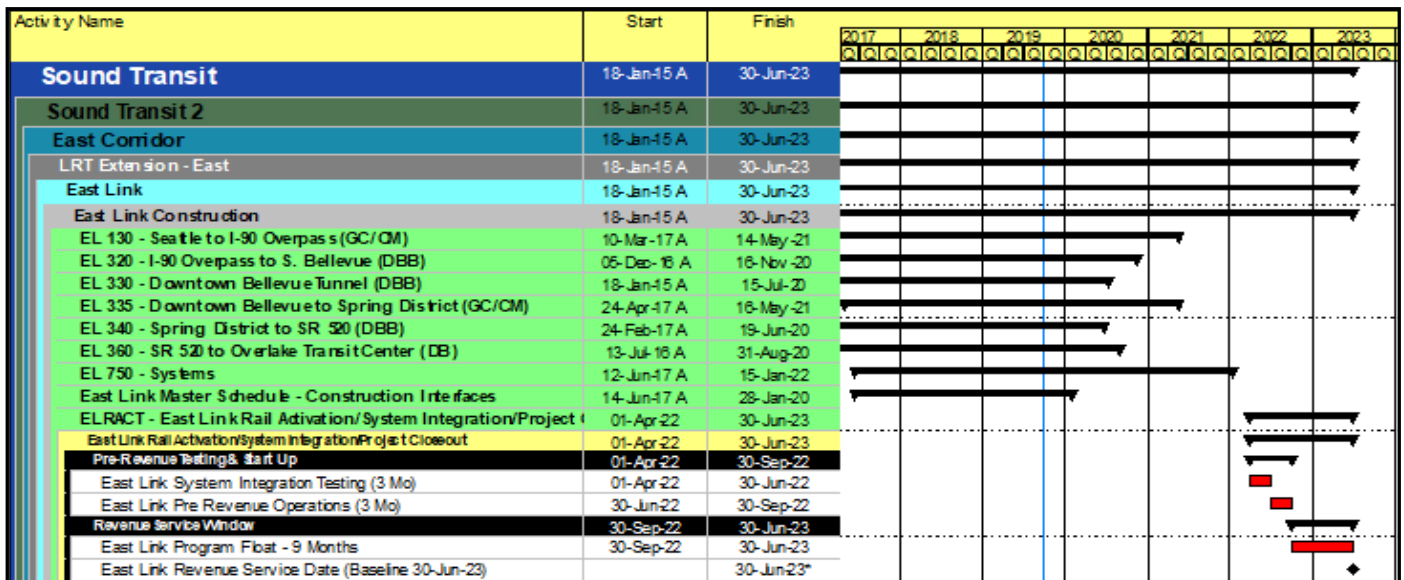 Activity Name Start Finish
2017 2018 2019 2020 2021 2022 2023
Q Q Q Q Q Q Q Q Q Q Q Q Q Q Q Q Q Q Q Q Q Q Q Q Q Q Q
Sound Transit 18-Jan-15 A 30-Jun-23
Sound Transit 2 18-Jan-15 A 30-Jun-23
East Corridor 18-Jan-15 A 30-Jun-23
LRT Extension - East 18-Jan-15 A 30-Jun-23
East Link 18-Jan-15 A 30-Jun-23
East Link Construction 18-Jan-15 A 30-Jun-23
EL 130 - Seattle to I-90 Overpass (GC/CM) 10-Mar-17 A 14-May-21
EL 320 - I-90 Overpass to S. Bellevue (DBB) 05-Dec-16 A 16-Nov-20
EL 330 - Downtown Bellevue Tunnel (DBB) 18-Jan-15 A 15-Jul-20
EL 335 - Downtown Bellevue to Spring District (GC/CM) 24-Apr-17 A 16-May-21
EL 340 - Spring District to SR 520 (DBB) 24-Feb-17 A 19-Jun-20
EL 360 - SR 520 to Overlake Transit Center (DB) 13-Jul-16 A 31-Aug-20
EL 750 - Systems 12-Jun-17 A 15-Jan-22
East Link Master Schedule - Construction Interfaces 14-Jun-17 A 28-Jan-20
ELRACT - East Link Rail Activation/System Integration/Project 01-Apr-22 30-Jun-23
East Link Rail Activation/System Integration/Project Closeout 01-Apr-22 30-Jun-23
Pre-Revenue Testing & Start Up 01-Apr-22 30-Sep-22
East Link System Integration Testing (3 Mo) 01-Apr-22 30-Jun-22
East Link Pre Revenue Operations (3 Mo) 30-Jun-22 30-Sep-22
Revenue Service Window 30-Sep-22 30-Jun-23
East Link Program Float - 9 Months 30-Sep-22 30-Jun-23
East Link Revenue Service Date (Baseline 30-Jun-23) 30-Jun-23*